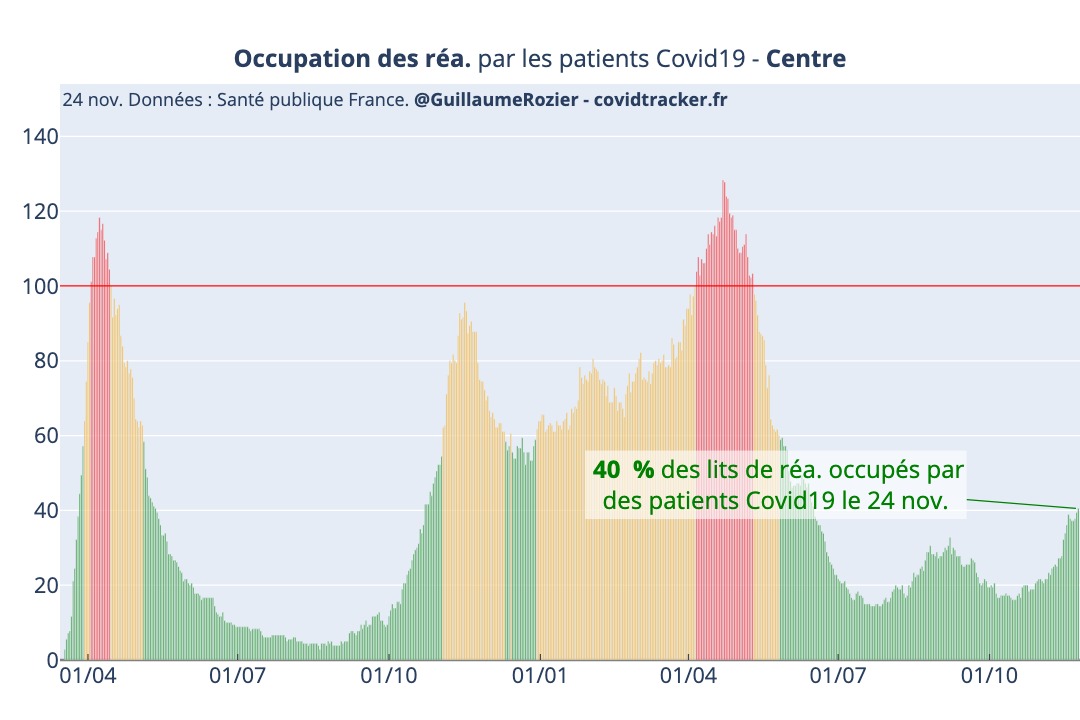 Occupation des réa. par les patients Covid19 - Centre
24 nov. Données : Santé publique France. @GuillaumeRozier - covidtracker.fr
140
120
100
80
60
40 % des lits de réa. occupés par
des patients Covid19 le 24 nov.
40
20
0
01/04 01/07 01/10 01/01 01/04 01/07 01/10